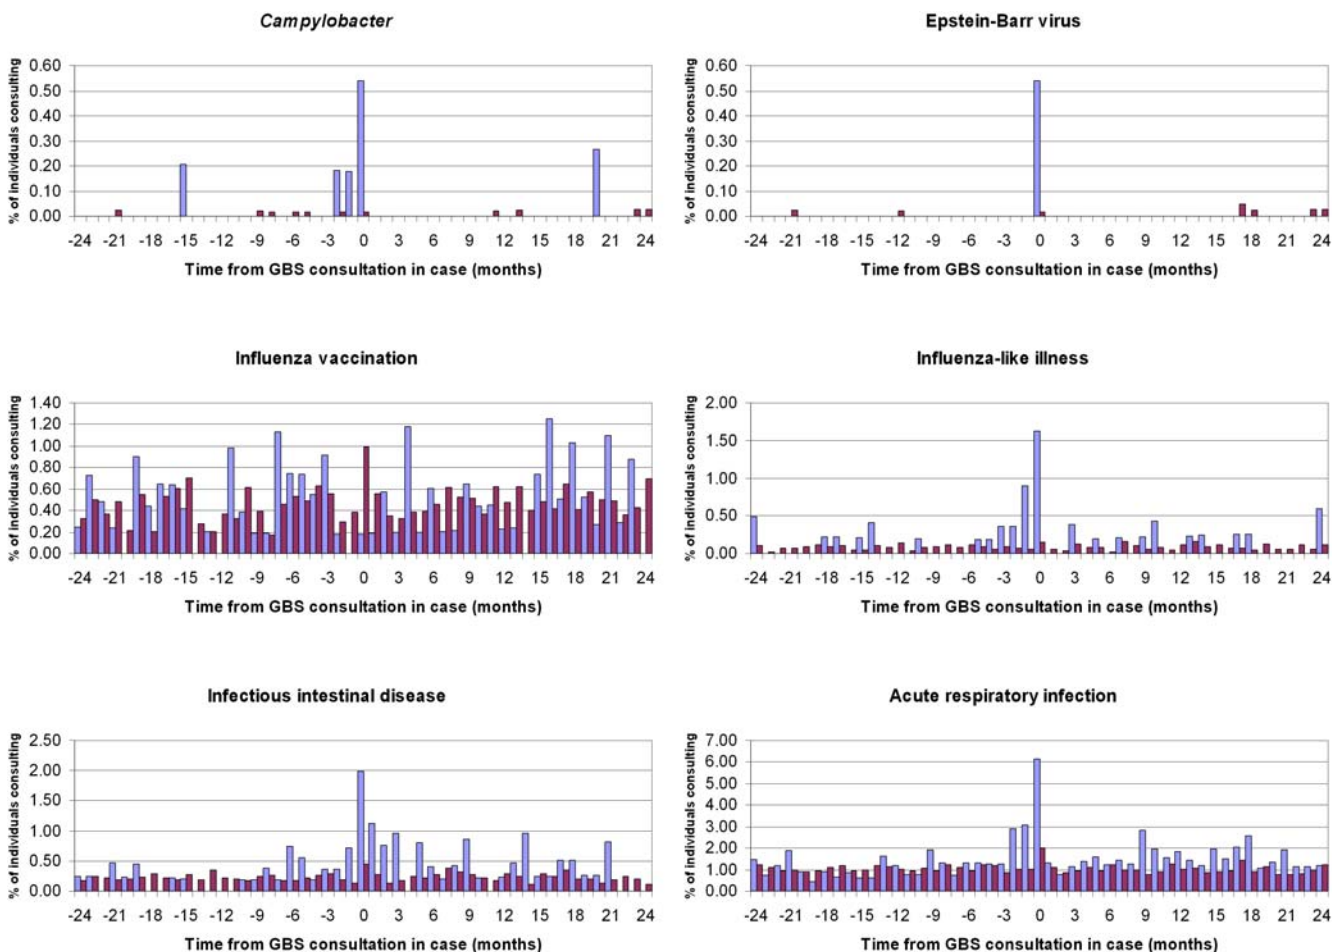 Campylobacter
% of individuals consulting
0.60
0.50
0.40
0.30
0.20
0.10
0.00
-24 -21 -18 -15 -12 -9 -6 -3 0 3 6 9 12 15 18 21 24
Time from GBS consultation in case (months)
Epstein-Barr virus
% of individuals consulting
0.60
0.50
0.40
0.30
0.20
0.10
0.00
-24 -21 -18 -15 -12 -9 -6 -3 0 3 6 9 12 15 18 21 24
Time from GBS consultation in case (months)
Influenza vaccination
% of individuals consulting
1.40
1.20
1.00
0.80
0.60
0.40
0.20
0.00
-24 -21 -18 -15 -12 -9 -6 -3 0 3 6 9 12 15 18 21 24
Time from GBS consultation in case (months)
Influenza-like illness
% of individuals consulting
2.00
1.50
1.00
0.50
0.00
-24 -21 -18 -15 -12 -9 -6 -3 0 3 6 9 12 15 18 21 24
Time from GBS consultation in case (months)
Infectious intestinal disease
% of individuals consulting
2.50
2.00
1.50
1.00
0.50
0.00
-24 -21 -18 -15 -12 -9 -6 -3 0 3 6 9 12 15 18 21 24
Time from GBS consultation in case (months)
Acute respiratory infection
% of individuals consulting
7.00
6.00
5.00
4.00
3.00
2.00
1.00
0.00
-24 -21 -18 -15 -12 -9 -6 -3 0 3 6 9 12 15 18 21 24
Time from GBS consultation in case (months)